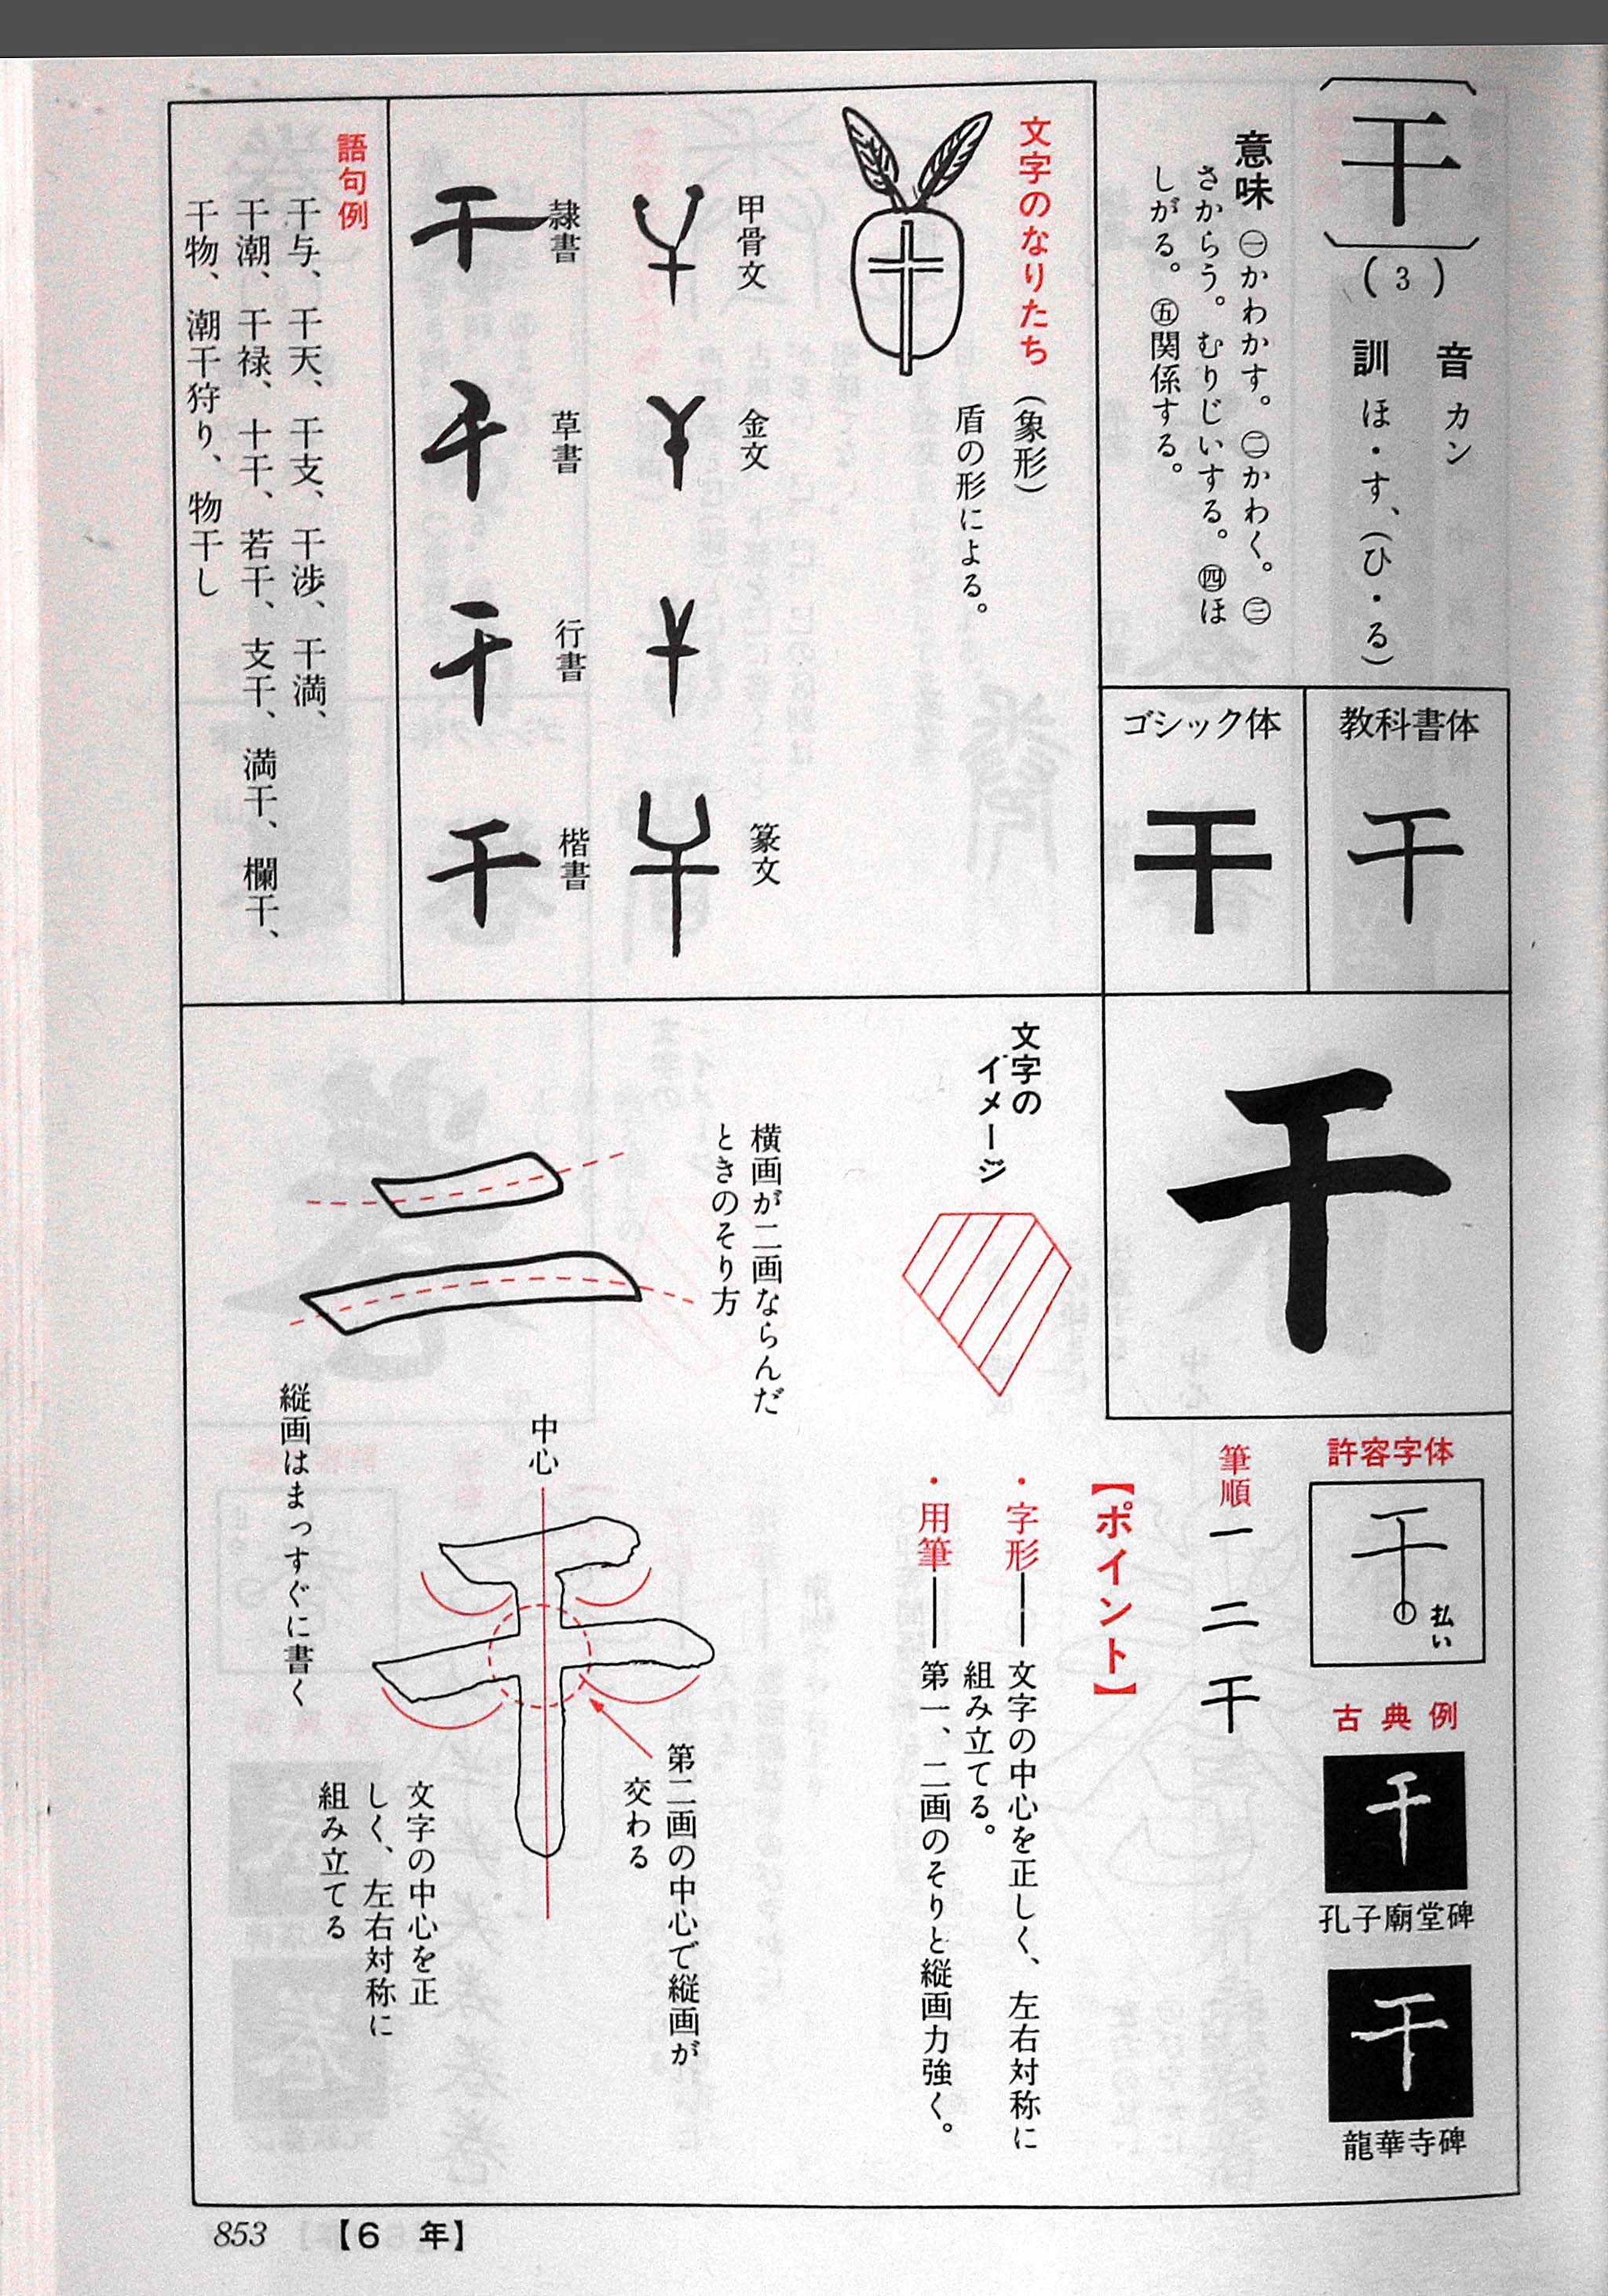 干
(3)
音 カン
訓 ほ・す、(ひ・る)
意味 ㊀かわかす。㊁かわく。㊂
さからう。むりじいする。㊃ほ
しがる。㊄関係する。
教科書体
干
ゴシック体
干
文字のなりたち (象形)
盾の形による。
甲骨文
金文
篆文
隷書
干
草書
干
行書
干
楷書
干
語句例
干与、干天、干支、干渉、干満、
干潮、干禄、十干、若干、支干、満干、欄干、
干物、潮干狩り、物干し
干
許容字体
干
払い
古典例
干
孔子廟堂碑
干
龍華寺碑
筆順
一 二 干
【ポイント】
・字形——文字の中心を正しく、左右対称に
組み立てる。
・用筆——第一、二画のそりと縦画力強く。
文字の
イメージ
横画が二画ならんだ
ときのそり方
中心
縦画はまっすぐに書く
第二画の中心で縦画が
交わる
文字の中心を正
しく、左右対称に
組み立てる
853 【6 年】